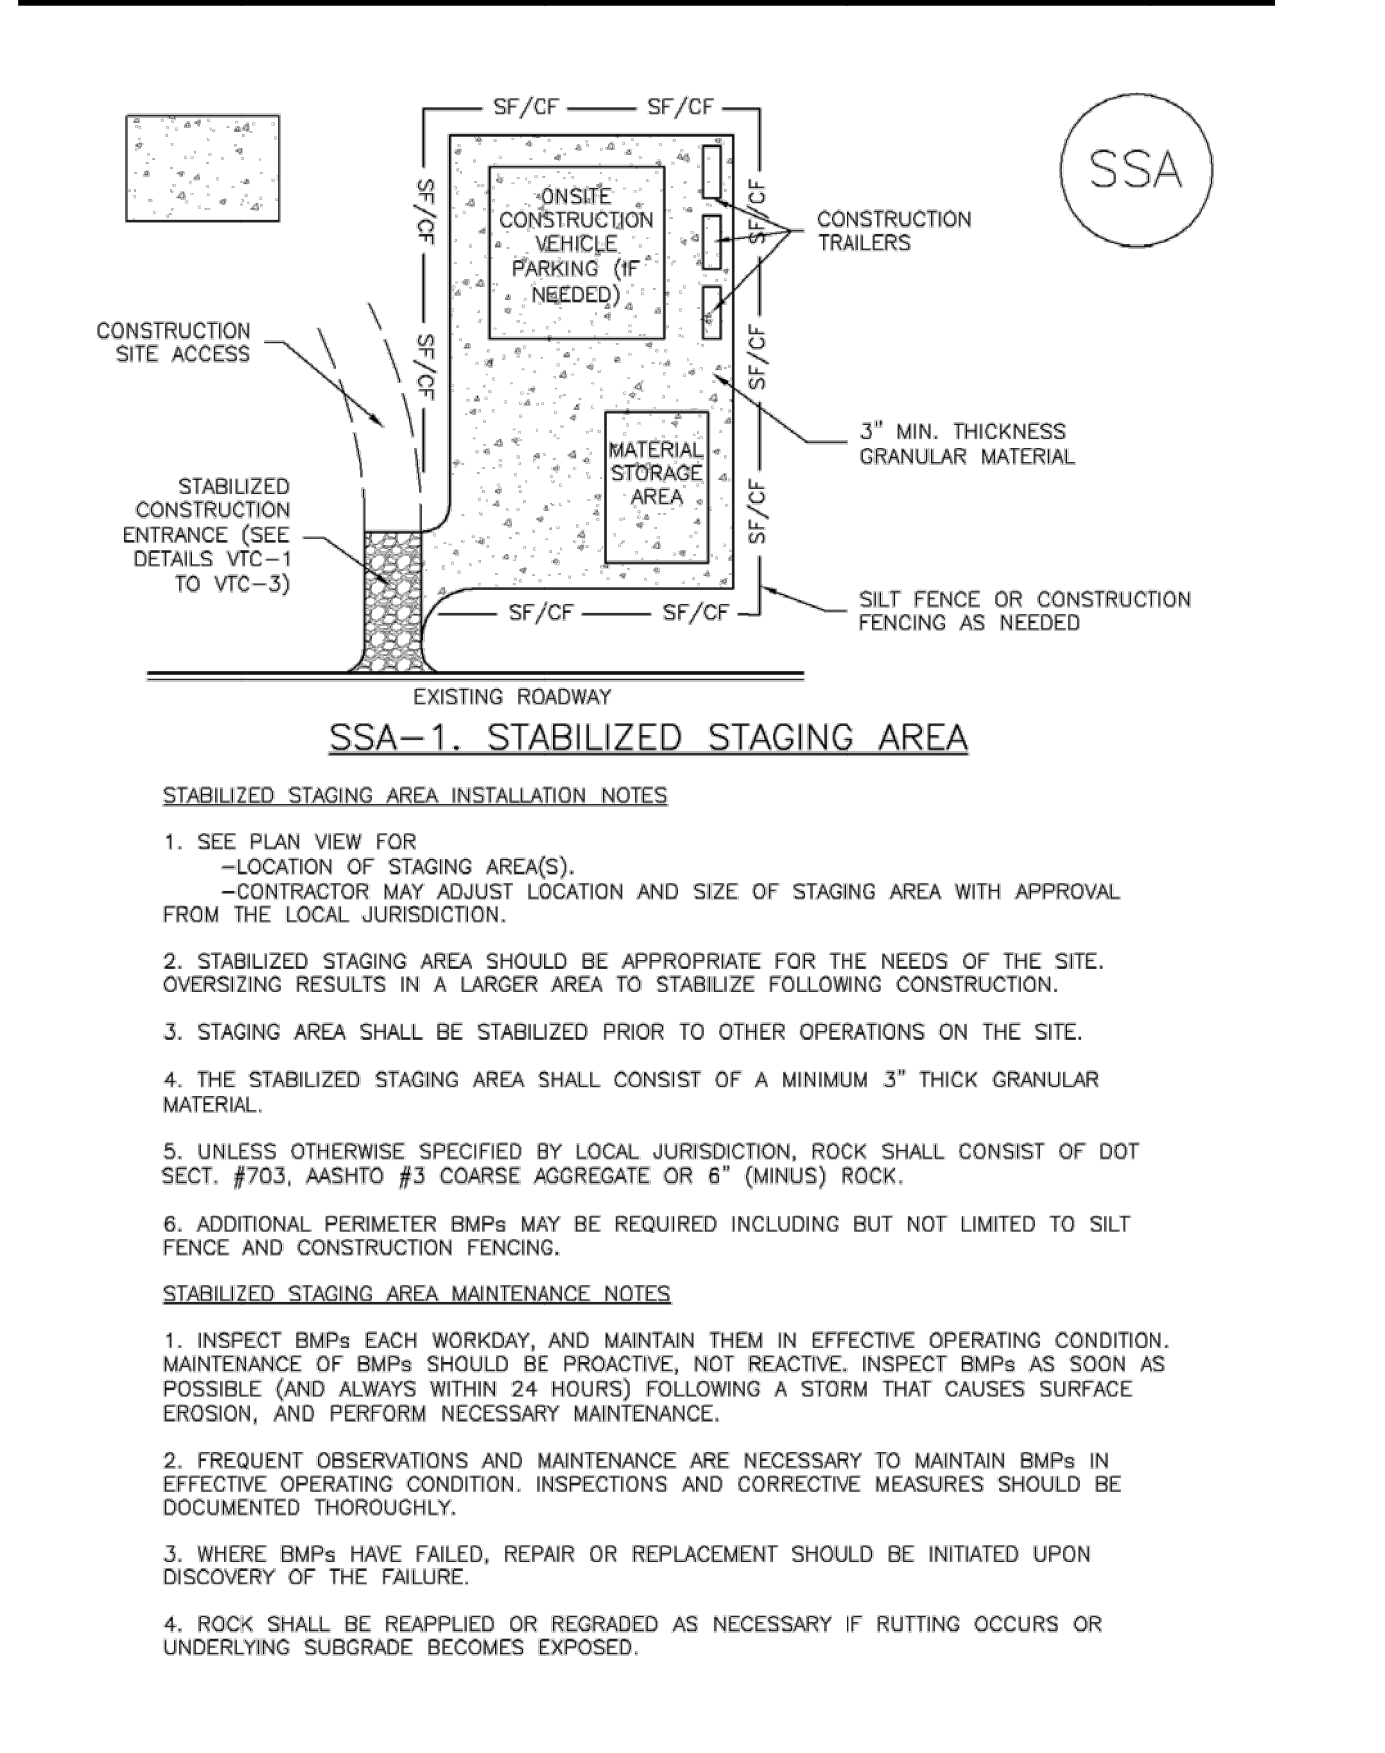 SF/CF SF/CF
SSA
SF/CF
SF/CF
ONSITE
CONSTRUCTION
VEHICLE
PARKING (IF
NEEDED)
CONSTRUCTION
TRAILERS
CONSTRUCTION
SITE ACCESS
SF/CF
SF/CF
3" MIN. THICKNESS
GRANULAR MATERIAL
MATERIAL
STORAGE
AREA
STABILIZED
CONSTRUCTION
ENTRANCE (SEE
DETAILS VTC-1
TO VTC-3)
SF/CF
SF/CF SF/CF
SILT FENCE OR CONSTRUCTION
FENCING AS NEEDED
EXISTING ROADWAY
SSA-1. STABILIZED STAGING AREA
STABILIZED STAGING AREA INSTALLATION NOTES
1. SEE PLAN VIEW FOR
-LOCATION OF STAGING AREA(S).
-CONTRACTOR MAY ADJUST LOCATION AND SIZE OF STAGING AREA WITH APPROVAL
FROM THE LOCAL JURISDICTION.
2. STABILIZED STAGING AREA SHOULD BE APPROPRIATE FOR THE NEEDS OF THE SITE.
OVERSIZING RESULTS IN A LARGER AREA TO STABILIZE FOLLOWING CONSTRUCTION.
3. STAGING AREA SHALL BE STABILIZED PRIOR TO OTHER OPERATIONS ON THE SITE.
4. THE STABILIZED STAGING AREA SHALL CONSIST OF A MINIMUM 3" THICK GRANULAR
MATERIAL.
5. UNLESS OTHERWISE SPECIFIED BY LOCAL JURISDICTION, ROCK SHALL CONSIST OF DOT
SECT. #703, AASHTO #3 COARSE AGGREGATE OR 6" (MINUS) ROCK.
6. ADDITIONAL PERIMETER BMPs MAY BE REQUIRED INCLUDING BUT NOT LIMITED TO SILT
FENCE AND CONSTRUCTION FENCING.
STABILIZED STAGING AREA MAINTENANCE NOTES
1. INSPECT BMPs EACH WORKDAY, AND MAINTAIN THEM IN EFFECTIVE OPERATING CONDITION.
MAINTENANCE OF BMPs SHOULD BE PROACTIVE, NOT REACTIVE. INSPECT BMPs AS SOON AS
POSSIBLE (AND ALWAYS WITHIN 24 HOURS) FOLLOWING A STORM THAT CAUSES SURFACE
EROSION, AND PERFORM NECESSARY MAINTENANCE.
2. FREQUENT OBSERVATIONS AND MAINTENANCE ARE NECESSARY TO MAINTAIN BMPs IN
EFFECTIVE OPERATING CONDITION. INSPECTIONS AND CORRECTIVE MEASURES SHOULD BE
DOCUMENTED THOROUGHLY.
3. WHERE BMPs HAVE FAILED, REPAIR OR REPLACEMENT SHOULD BE INITIATED UPON
DISCOVERY OF THE FAILURE.
4. ROCK SHALL BE REAPPLIED OR REGRADED AS NECESSARY IF RUTTING OCCURS OR
UNDERLYING SUBGRADE BECOMES EXPOSED.